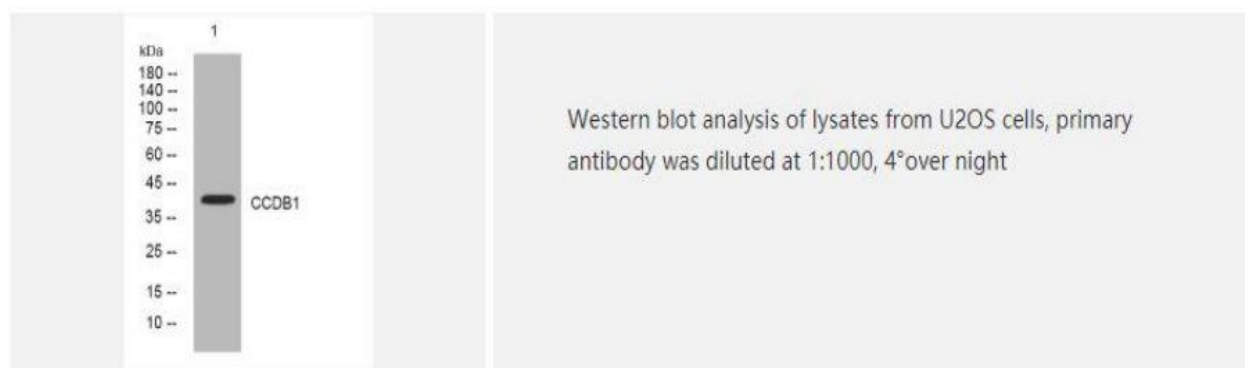 1
kDa
180 --
140 --
100 --
75 --
60 --
45 --
CCDB1
35 --
25 --
15 --
10 --
Western blot analysis of lysates from U2OS cells, primary
antibody was diluted at 1:1000, 4°over night